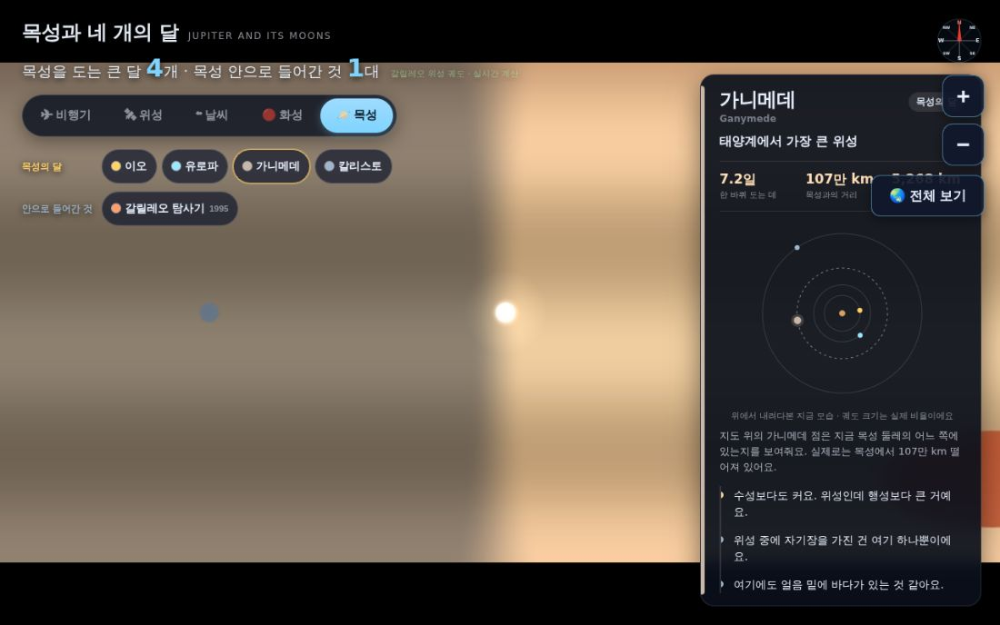 목성과 네 개의 달 JUPITER AND ITS MOONS
목성을 도는 큰 달 4개 · 목성 안으로 들어간 것 1대 갈릴레오 위성 궤도 · 실시간 계산
비행기 위성 날씨 화성 목성
목성의 달 이오 유로파 가니메데 칼리스토
안으로 들어간 것 갈릴레오 탐사기 1995
N NE E SE S SW W NW
가니메데 목성의
Ganymede
태양계에서 가장 큰 위성
7.2일 107만 km 5,268 km
한 바퀴 도는 데 목성과의 거리
+
−
전체 보기
위에서 내려다본 지금 모습 · 궤도 크기는 실제 비율이에요
지도 위의 가니메데 점은 지금 목성 둘레의 어느 쪽에
있는지를 보여줘요. 실제로는 목성에서 107만 km 떨
어져 있어요.
수성보다도 커요. 위성인데 행성보다 큰 거예
요.
위성 중에 자기장을 가진 건 여기 하나뿐이에
요.
여기에도 얼음 밑에 바다가 있는 것 같아요.